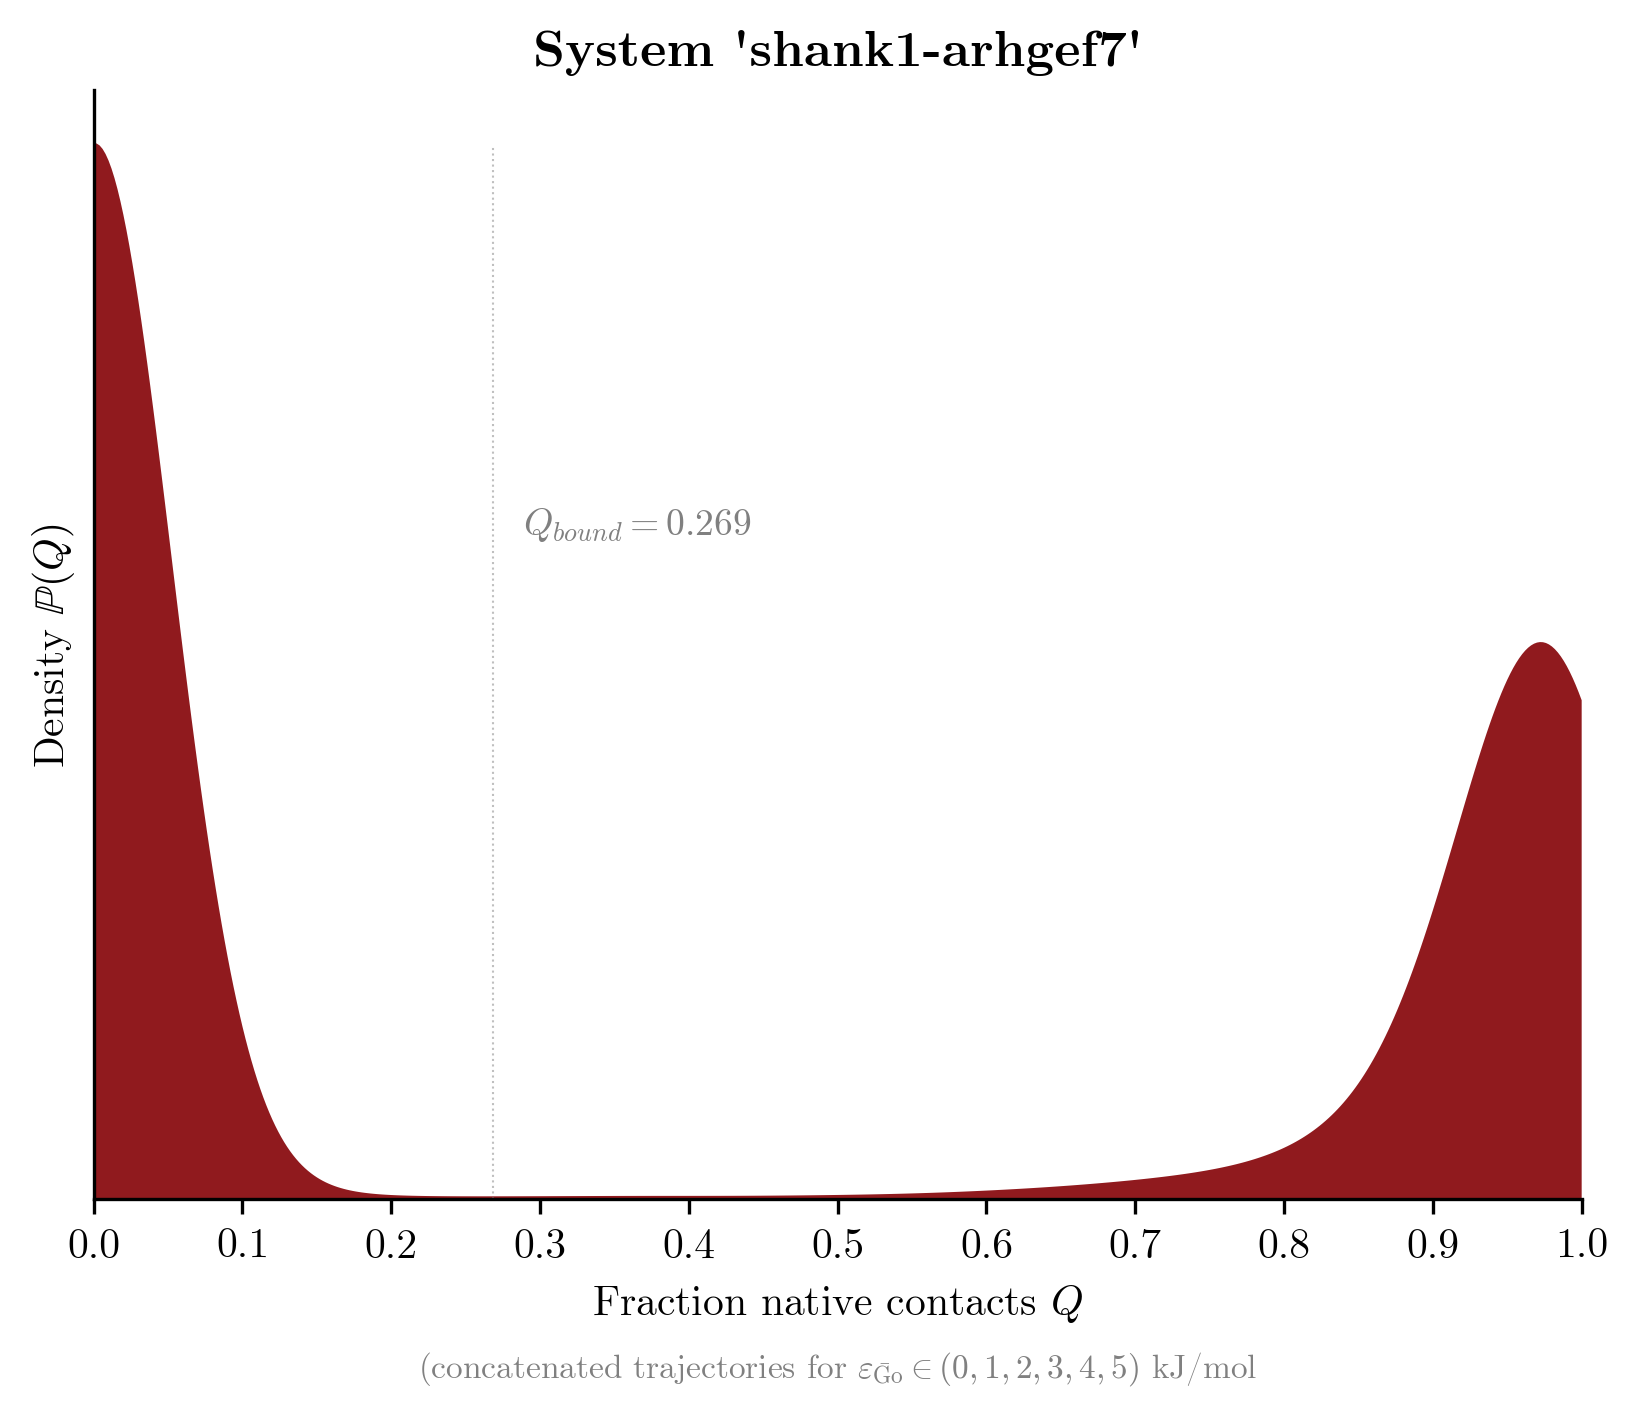 System 'shank1-arhgef7'
Density ℙ(Q)
Q_bound = 0.269
0.0 0.1 0.2 0.3 0.4 0.5 0.6 0.7 0.8 0.9 1.0
Fraction native contacts Q
(concatenated trajectories for ε_Ḡo ∈ (0, 1, 2, 3, 4, 5) kJ/mol